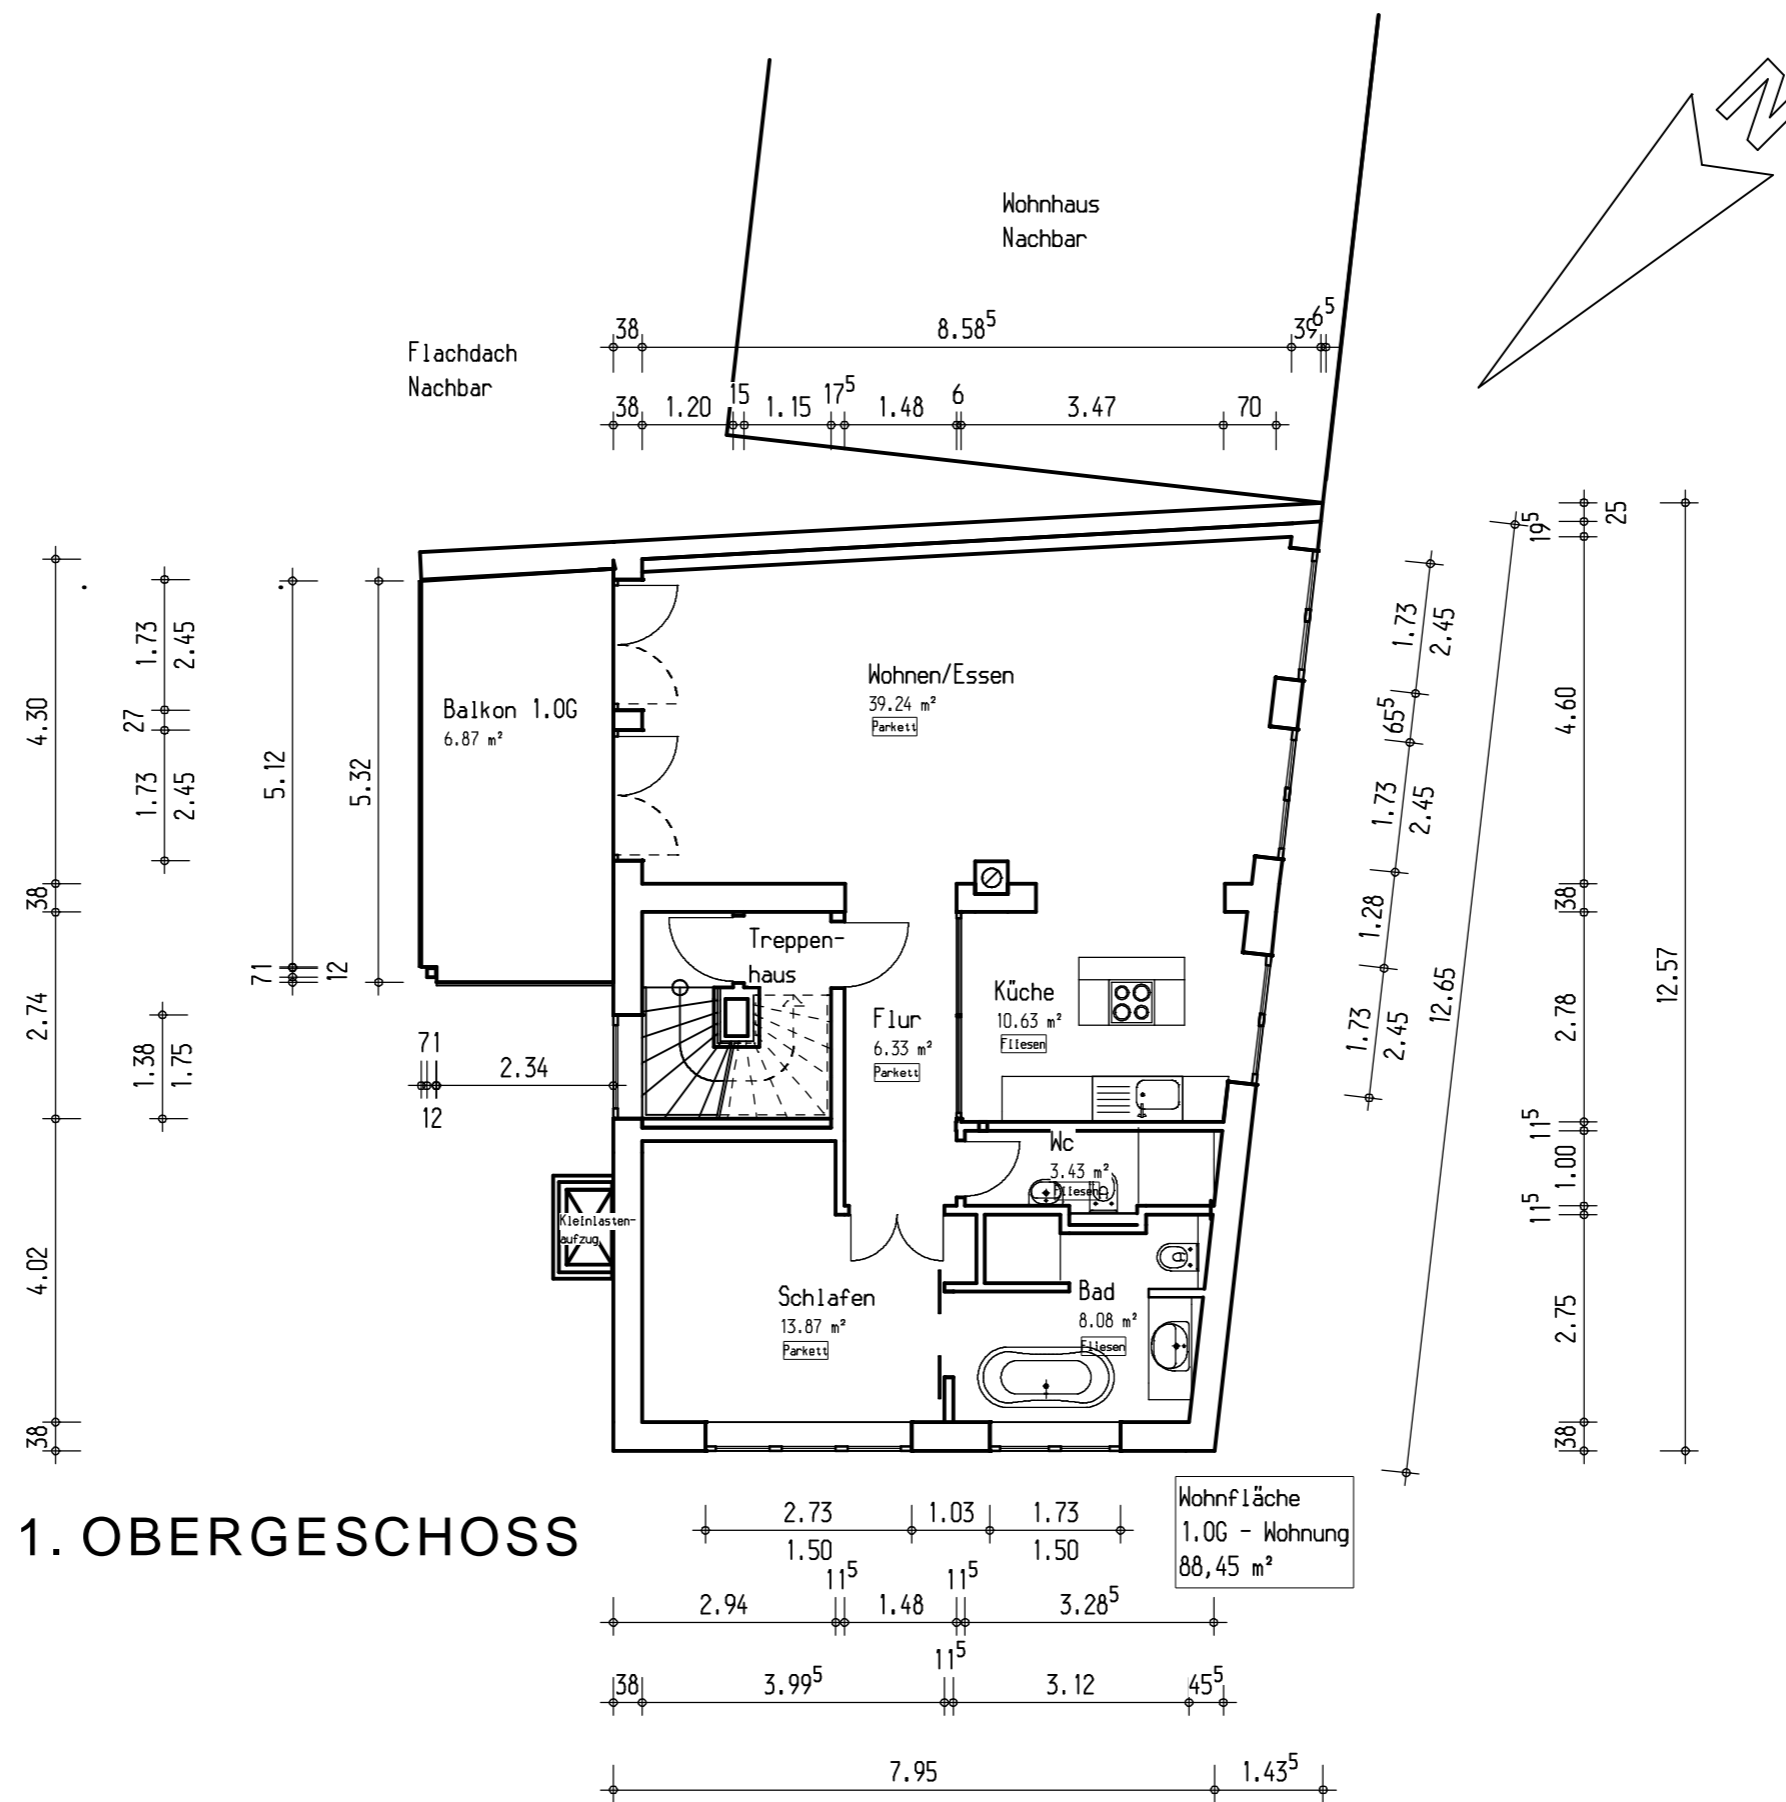 N
Wohnhaus
Nachbar
Flachdach
Nachbar
38 8.58⁵ 39 6⁵
38 1.20 15 1.15 17⁵ 1.48 6 3.47 70
25
19⁵
4.60
38
2.78
11⁵
1.00
11⁵
2.75
38
12.57
12.65
1.73
2.45
65⁵
1.73
2.45
1.28
1.73
2.45
4.30
38
2.74
4.02
38
1.73
2.45
27
1.73
2.45
1.38
1.75
5.12
71
12
5.32
71
12
2.34
Balkon 1.OG
6.87 m²
Wohnen/Essen
39.24 m²
Parkett
Treppen-
haus
Flur
6.33 m²
Parkett
Küche
10.63 m²
Fliesen
Wc
3.43 m²
Fliesen
Kleinlasten-
aufzug
Schlafen
13.87 m²
Parkett
Bad
8.08 m²
Fliesen
1. OBERGESCHOSS
Wohnfläche
1.OG - Wohnung
88,45 m²
2.73 1.03 1.73
1.50 1.50
2.94 11⁵ 1.48 11⁵ 3.28⁵
38 3.99⁵ 11⁵ 3.12 45⁵
7.95 1.43⁵